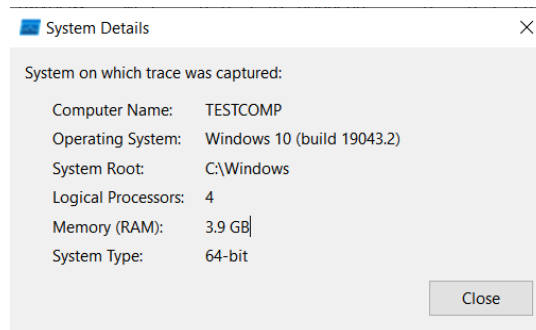 System Details
System on which trace was captured:
Computer Name: TESTCOMP
Operating System: Windows 10 (build 19043.2)
System Root: C:\Windows
Logical Processors: 4
Memory (RAM): 3.9 GB
System Type: 64-bit
Close